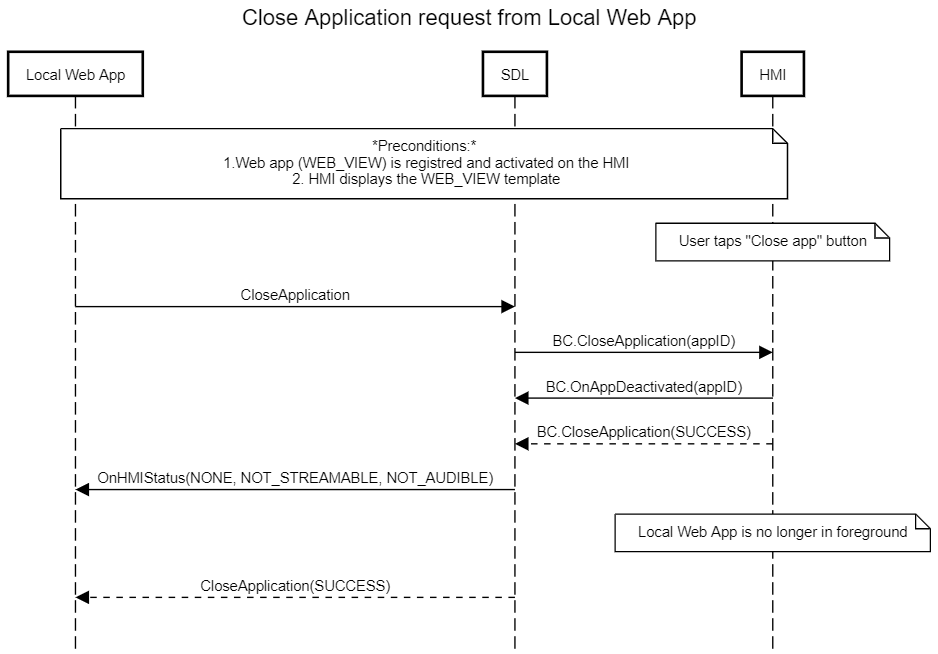 Close Application request from Local Web App
Local Web App
SDL
HMI
*Preconditions:*
1.Web app (WEB_VIEW) is registred and activated on the HMI
2. HMI displays the WEB_VIEW template
User taps "Close app" button
CloseApplication
BC.CloseApplication(appID)
BC.OnAppDeactivated(appID)
BC.CloseApplication(SUCCESS)
OnHMIStatus(NONE, NOT_STREAMABLE, NOT_AUDIBLE)
Local Web App is no longer in foreground
CloseApplication(SUCCESS)